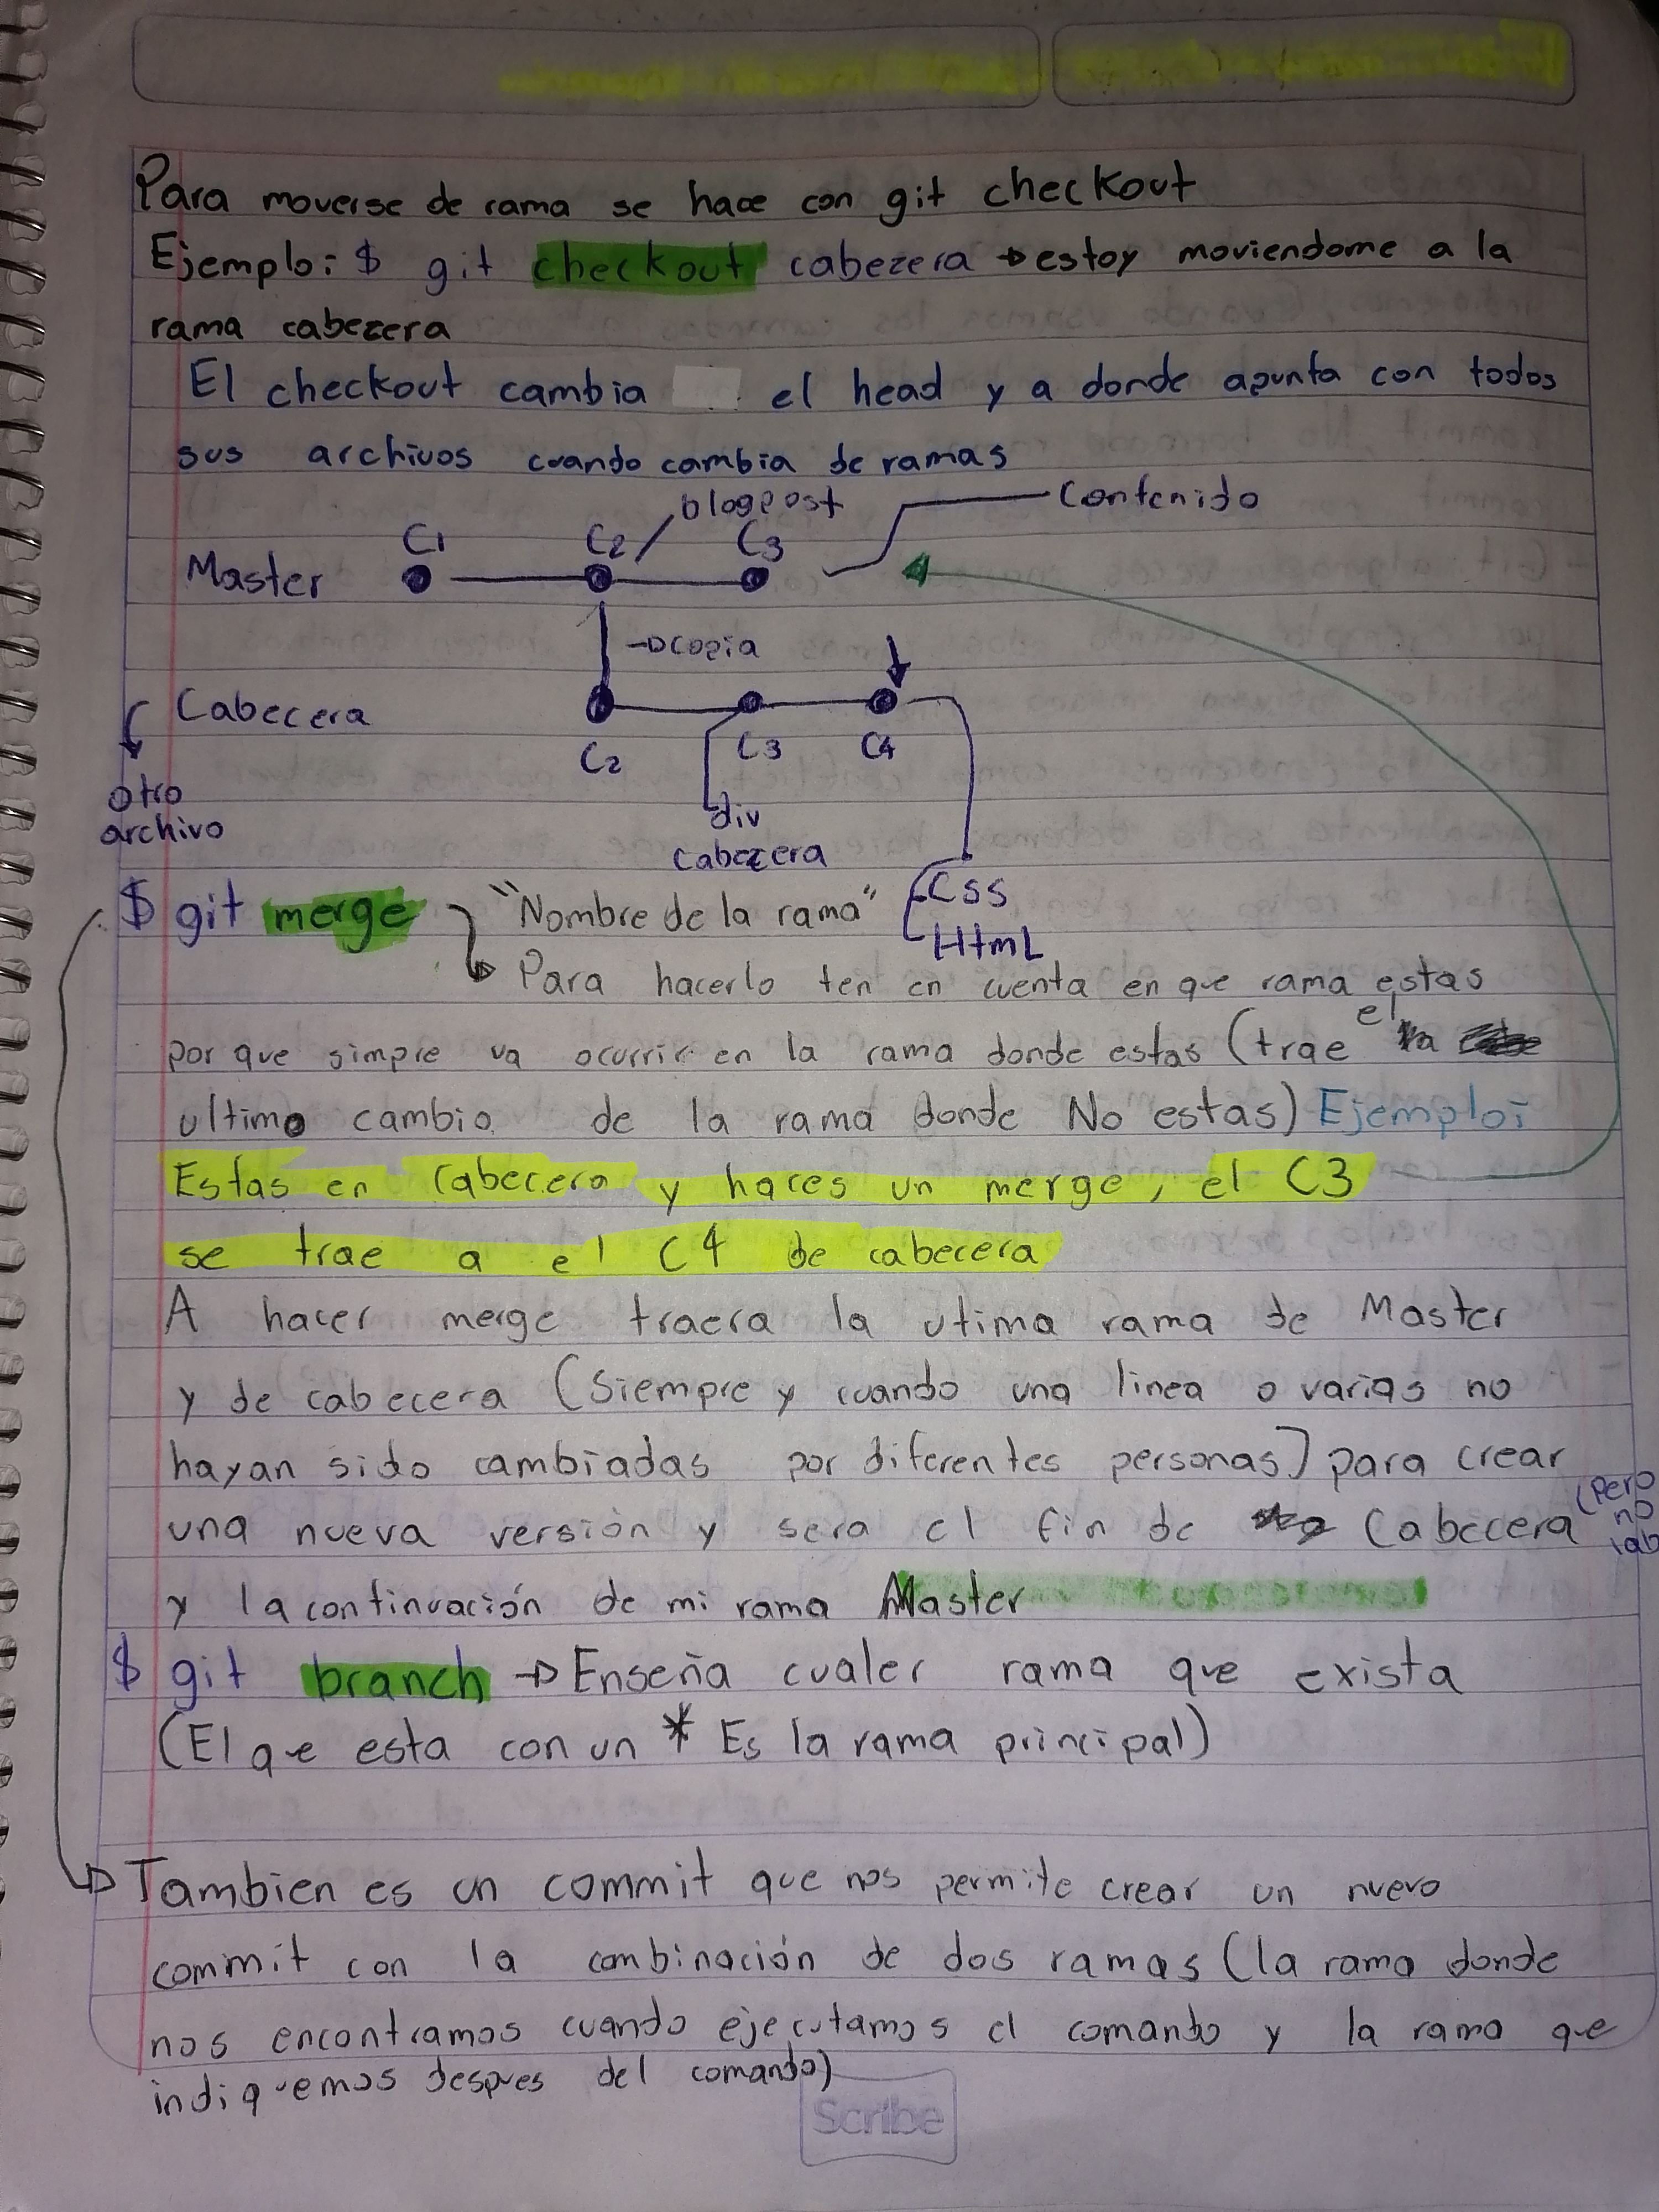 Para moverse de rama se hace con git checkout
Ejemplo: $ git checkout cabezera → estoy moviendome a la
rama cabezera
El checkout cambia el head y a donde apunta con todos
sus archivos cuando cambia de ramas
blogpost
Contenido
C1 C2 C3
Master
→ copia
Cabecera
C2 C3 C4
otro
archivo
div
cabezera
Css
HtmL
$ git merge "Nombre de la rama"
→ Para hacerlo ten en cuenta en que rama estas
por que simpre va ocurrir en la rama donde estas (trae el
ultimo cambio de la rama donde No estas) Ejemplo:
Estas en Cabecera y haces un merge, el C3
se trae a el C4 de cabecera
A hacer merge traera la utima rama de Master
y de cabecera (Siempre y cuando una linea o varias no
hayan sido cambiadas por diferentes personas) para crear
una nueva versión y sera el fin de Cabecera (Pero
no
y la continuación de mi rama Master
$ git branch → Enseña cualer rama que exista
(El que esta con un * Es la rama principal)
→ Tambien es un commit que nos permite crear un nuevo
commit con la combinación de dos ramas (la rama donde
nos encontramos cuando ejecutamos el comando y la rama que
indiquemos despues del comando)
Scribe